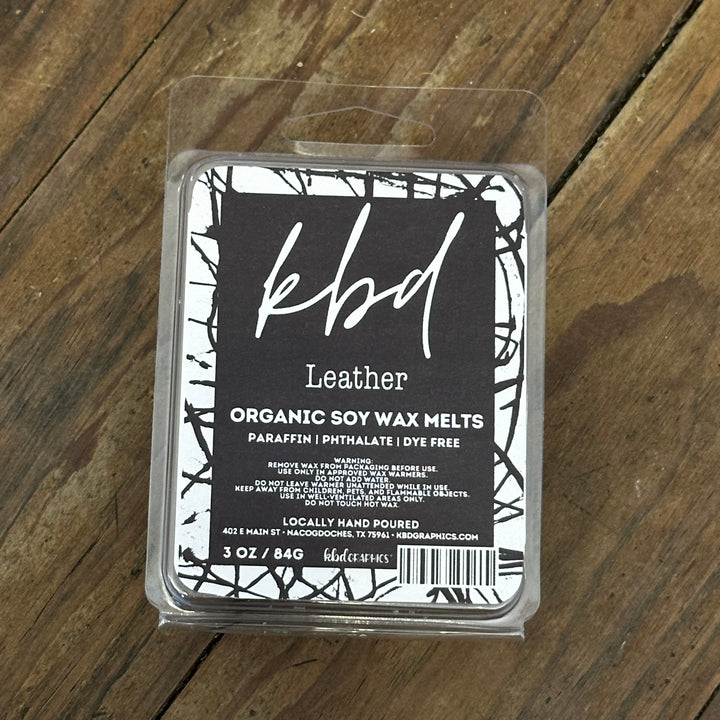 kbd
Leather
ORGANIC SOY WAX MELTS
PARAFFIN | PHTHALATE | DYE FREE
WARNING:
REMOVE WAX FROM PACKAGING BEFORE USE.
USE ONLY IN APPROVED WAX WARMERS.
DO NOT ADD WATER.
DO NOT LEAVE WARMER UNATTENDED WHILE IN USE.
KEEP AWAY FROM CHILDREN, PETS, AND FLAMMABLE OBJECTS.
USE IN WELL-VENTILATED AREAS ONLY.
DO NOT TOUCH HOT WAX.
LOCALLY HAND POURED
402 E MAIN ST • NACOGDOCHES, TX 75961 • KBDGRAPHICS.COM
3 OZ / 84G kbdGRAPHICS